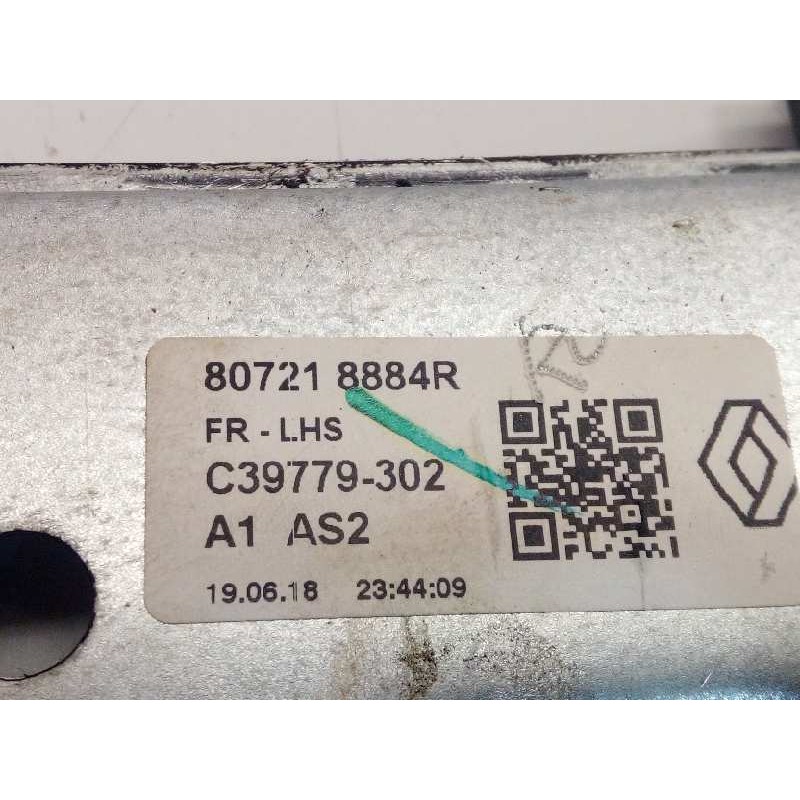 80721 8884R
FR - LHS
C39779-302
A1 AS2
19.06.18 23:44:09